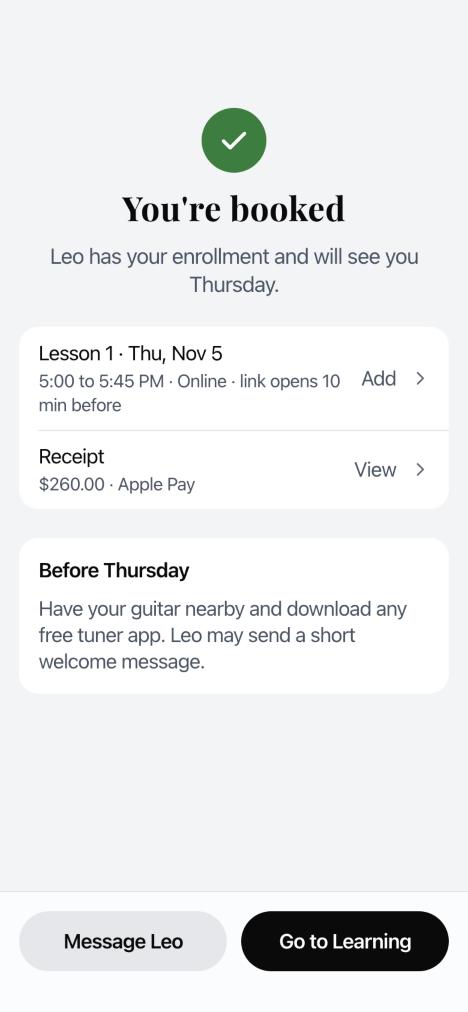 You're booked
Leo has your enrollment and will see you
Thursday.
Lesson 1 · Thu, Nov 5
5:00 to 5:45 PM · Online · link opens 10
min before
Add
Receipt
$260.00 · Apple Pay
View
Before Thursday
Have your guitar nearby and download any
free tuner app. Leo may send a short
welcome message.
Message Leo
Go to Learning